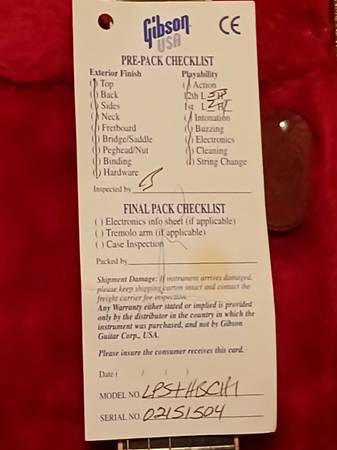 Gibson
USA
CE
PRE-PACK CHECKLIST
Exterior Finish Playability
( ) Top ( ) Action
( ) Back 12th L
( ) Sides 1st L
( ) Neck ( ) Intonation
( ) Fretboard ( ) Buzzing
( ) Bridge/Saddle ( ) Electronics
( ) Peghead/Nut ( ) Cleaning
( ) Binding ( ) String Change
( ) Hardware
Inspected by
FINAL PACK CHECKLIST
( ) Electronics info sheet (if applicable)
( ) Tremolo arm (if applicable)
( ) Case Inspection
Packed by
Shipment Damage: If instrument arrives damaged,
please keep shipping carton intact and contact the
freight carrier for inspection.
Any Warranty either stated or implied is provided
only by the distributor in the country in which the
instrument was purchased, and not by Gibson
Guitar Corp., USA.
Please insure the consumer receives this card.
Date ( / / )
MODEL NO. LPS+HBCH1
SERIAL NO. 02151504